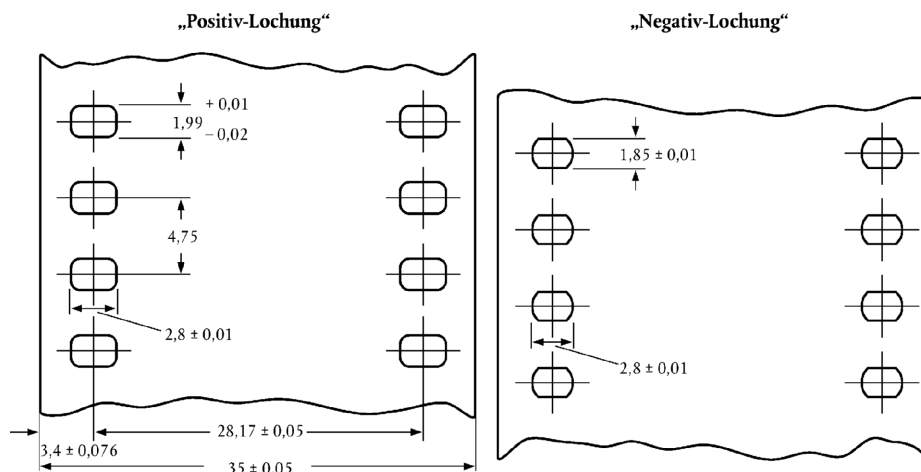 „Positiv-Lochung“
+ 0,01
1,99
− 0,02
4,75
2,8 ± 0,01
28,17 ± 0,05
3,4 ± 0,076
35 ± 0,05
„Negativ-Lochung“
1,85 ± 0,01
2,8 ± 0,01